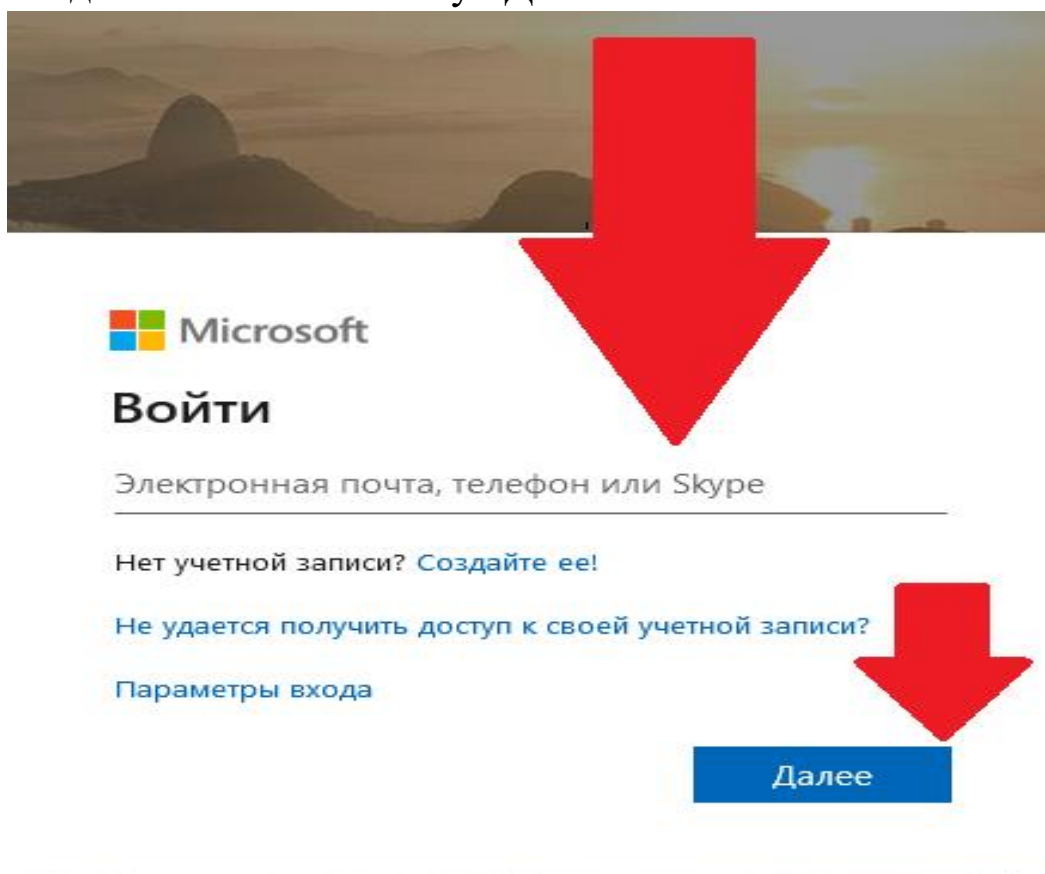 Microsoft
Войти
Электронная почта, телефон или Skype
Нет учетной записи? Создайте ее!
Не удается получить доступ к своей учетной записи?
Параметры входа
Далее